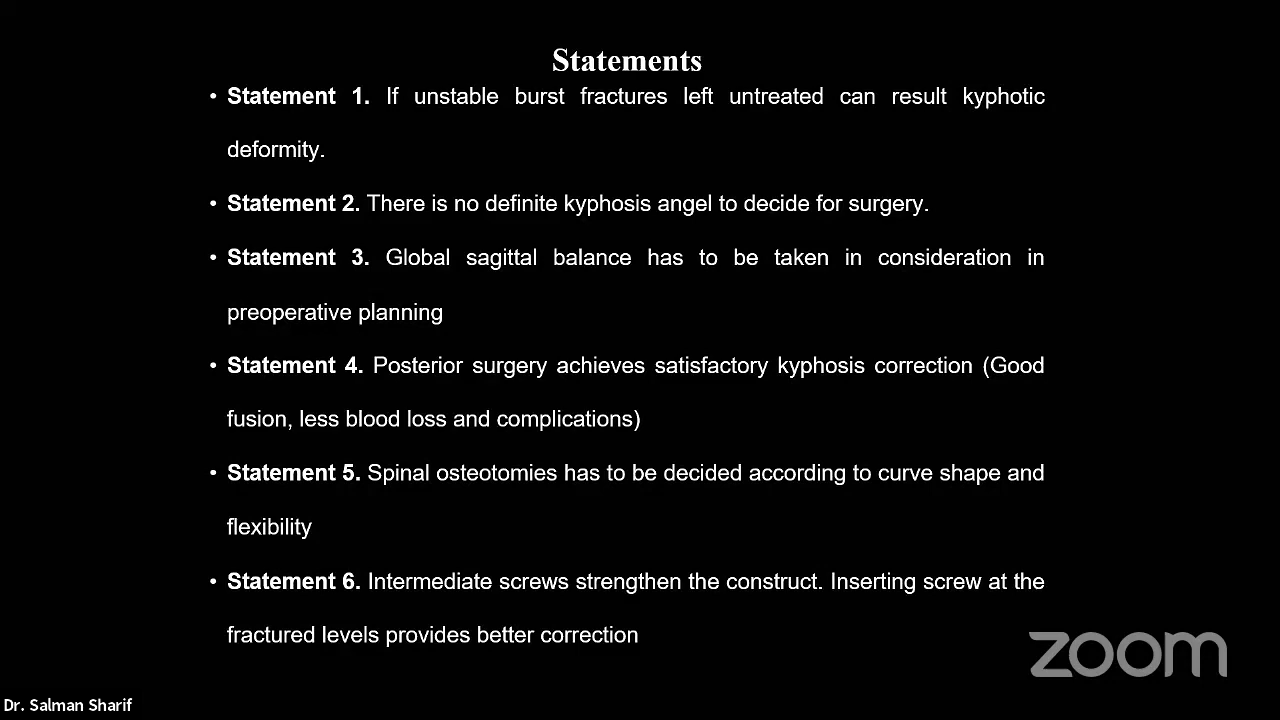 Statements
• Statement 1. If unstable burst fractures left untreated can result kyphotic
deformity.
• Statement 2. There is no definite kyphosis angel to decide for surgery.
• Statement 3. Global sagittal balance has to be taken in consideration in
preoperative planning
• Statement 4. Posterior surgery achieves satisfactory kyphosis correction (Good
fusion, less blood loss and complications)
• Statement 5. Spinal osteotomies has to be decided according to curve shape and
flexibility
• Statement 6. Intermediate screws strengthen the construct. Inserting screw at the
fractured levels provides better correction
zoom
Dr. Salman Sharif